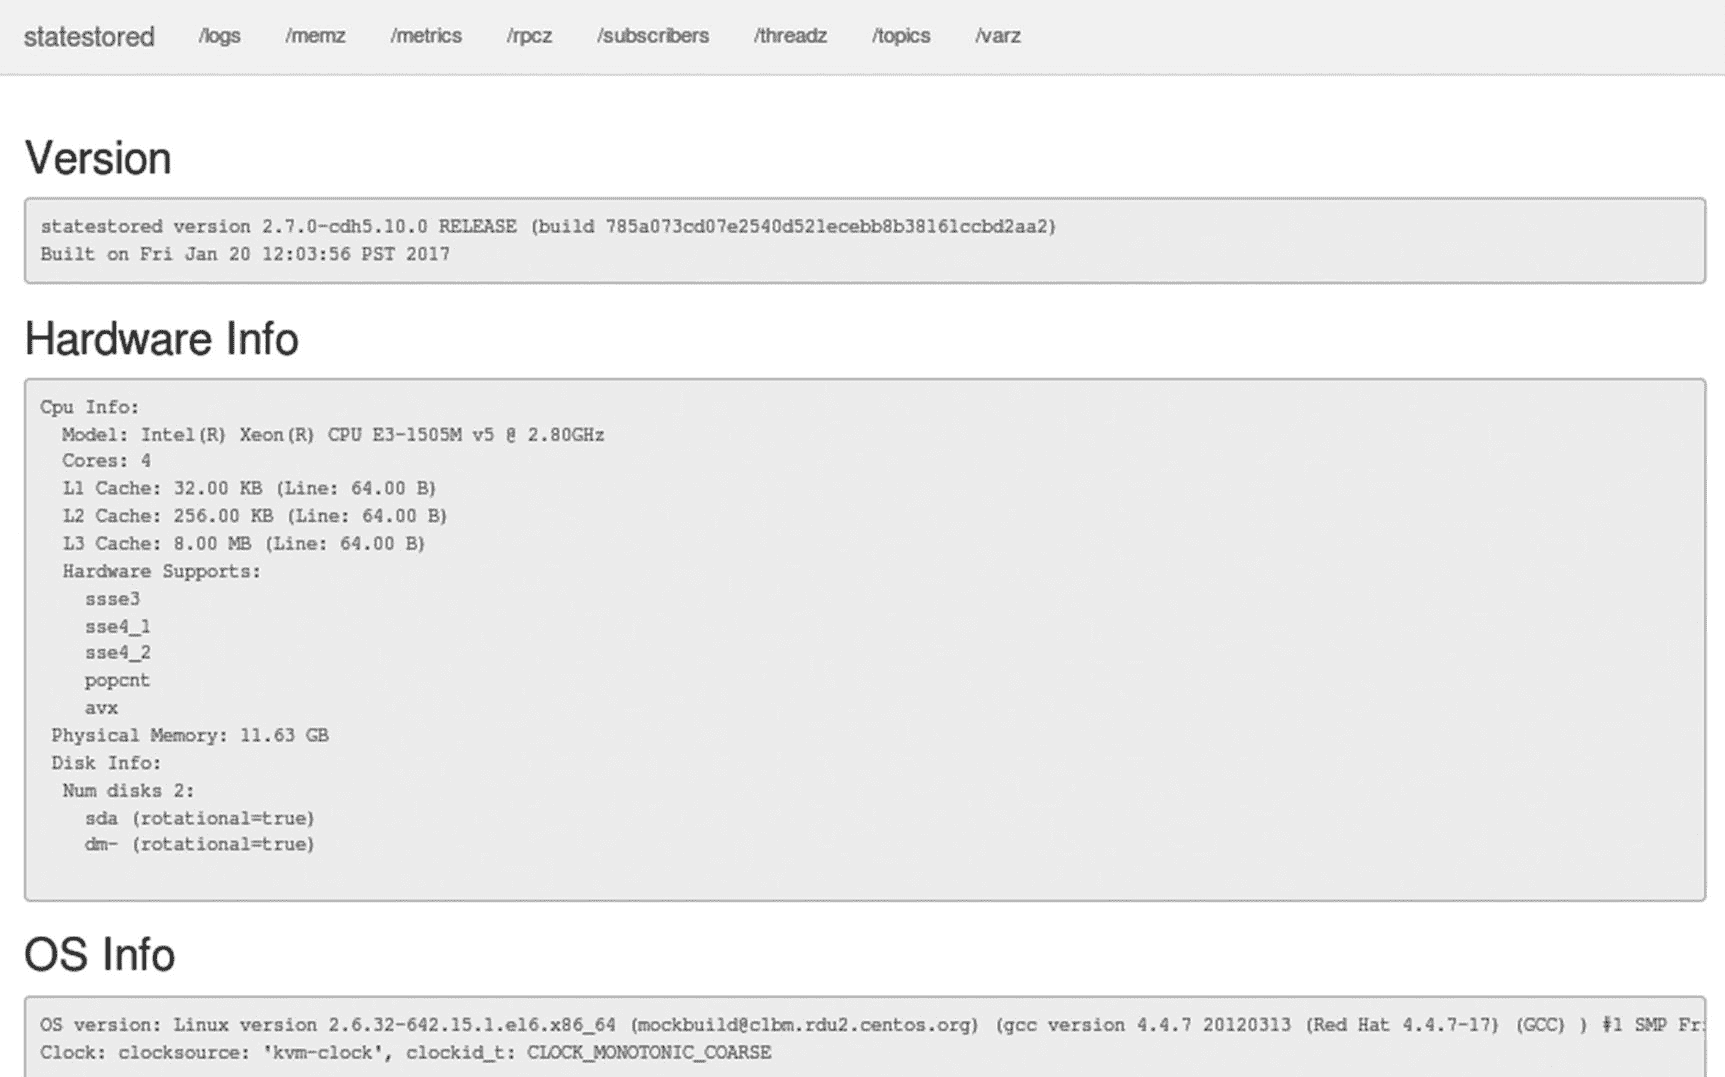 statestored /logs /memz /metrics /rpcz /subscribers /threadz /topics /varz
Version
statestored version 2.7.0-cdh5.10.0 RELEASE (build 785a073cd07e2540d521ecebb8b38161ccbd2aa2)
Built on Fri Jan 20 12:03:56 PST 2017
Hardware Info
Cpu Info:
Model: Intel(R) Xeon(R) CPU E3-1505M v5 @ 2.80GHz
Cores: 4
L1 Cache: 32.00 KB (Line: 64.00 B)
L2 Cache: 256.00 KB (Line: 64.00 B)
L3 Cache: 8.00 MB (Line: 64.00 B)
Hardware Supports:
ssse3
sse4_1
sse4_2
popcnt
avx
Physical Memory: 11.63 GB
Disk Info:
Num disks 2:
sda (rotational=true)
dm- (rotational=true)
OS Info
OS version: Linux version 2.6.32-642.15.1.el6.x86_64 (mockbuild@c1bm.rdu2.centos.org) (gcc version 4.4.7 20120313 (Red Hat 4.4.7-17) (GCC) ) #1 SMP Fr
Clock: clocksource: 'kvm-clock', clockid_t: CLOCK_MONOTONIC_COARSE